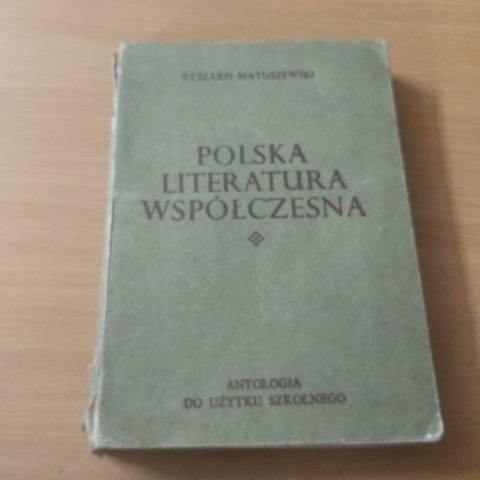 RYSZARD MATUSZEWSKI
POLSKA
LITERATURA
WSPÓŁCZESNA
ANTOLOGIA
DO UŻYTKU SZKOLNEGO